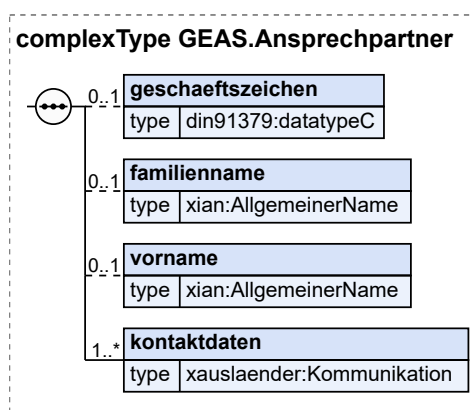 complexType GEAS.Ansprechpartner
0..1 geschaeftszeichen
type din91379:datatypeC
0..1 familienname
type xian:AllgemeinerName
0..1 vorname
type xian:AllgemeinerName
1..* kontaktdaten
type xauslaender:Kommunikation